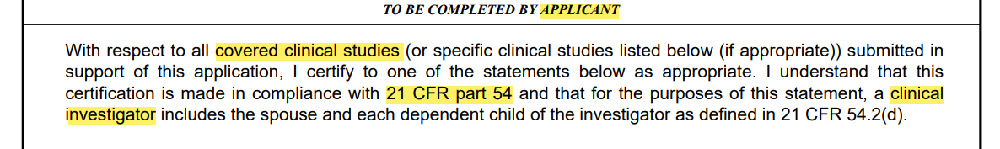 TO BE COMPLETED BY APPLICANT
With respect to all covered clinical studies (or specific clinical studies listed below (if appropriate)) submitted in
support of this application, I certify to one of the statements below as appropriate. I understand that this
certification is made in compliance with 21 CFR part 54 and that for the purposes of this statement, a clinical
investigator includes the spouse and each dependent child of the investigator as defined in 21 CFR 54.2(d).